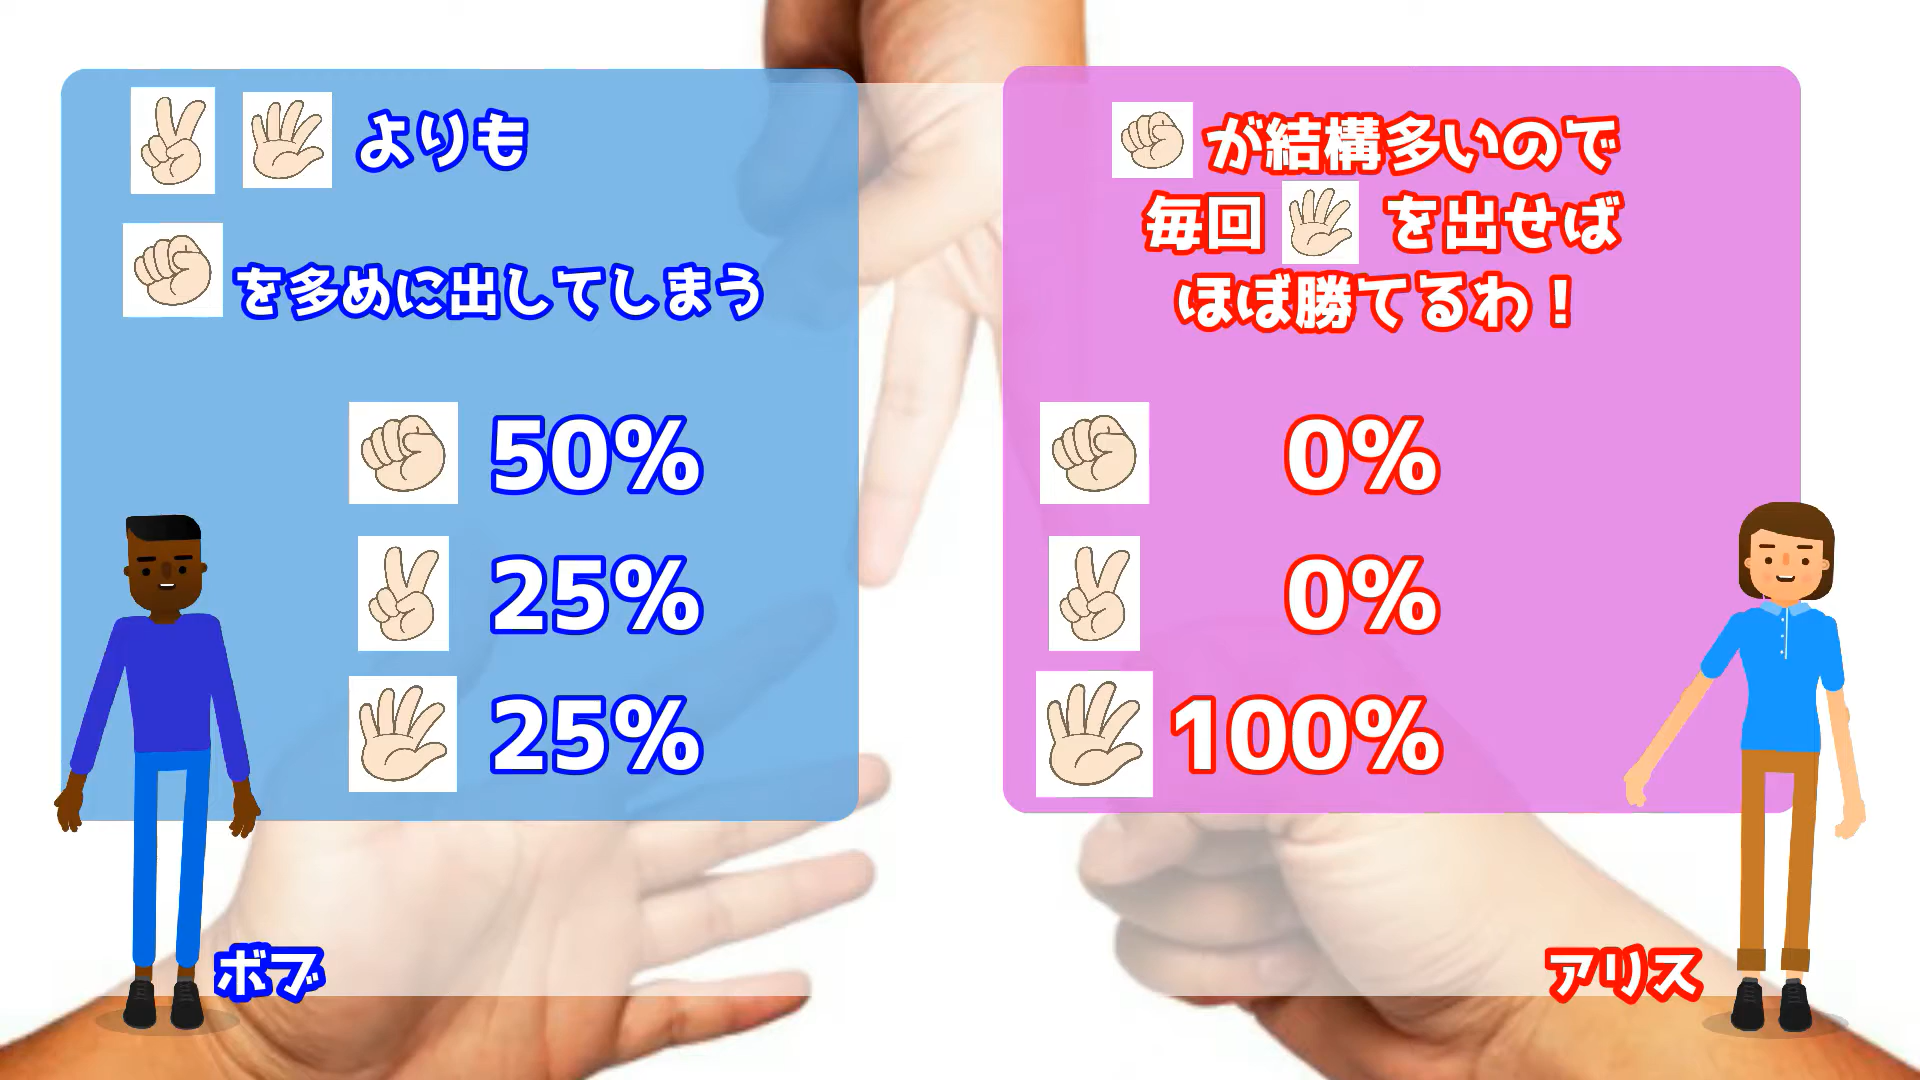 よりも
を多めに出してしまう
50%
25%
25%
ボブ
が結構多いので
毎回 を出せば
ほぼ勝てるわ！
0%
0%
100%
アリス